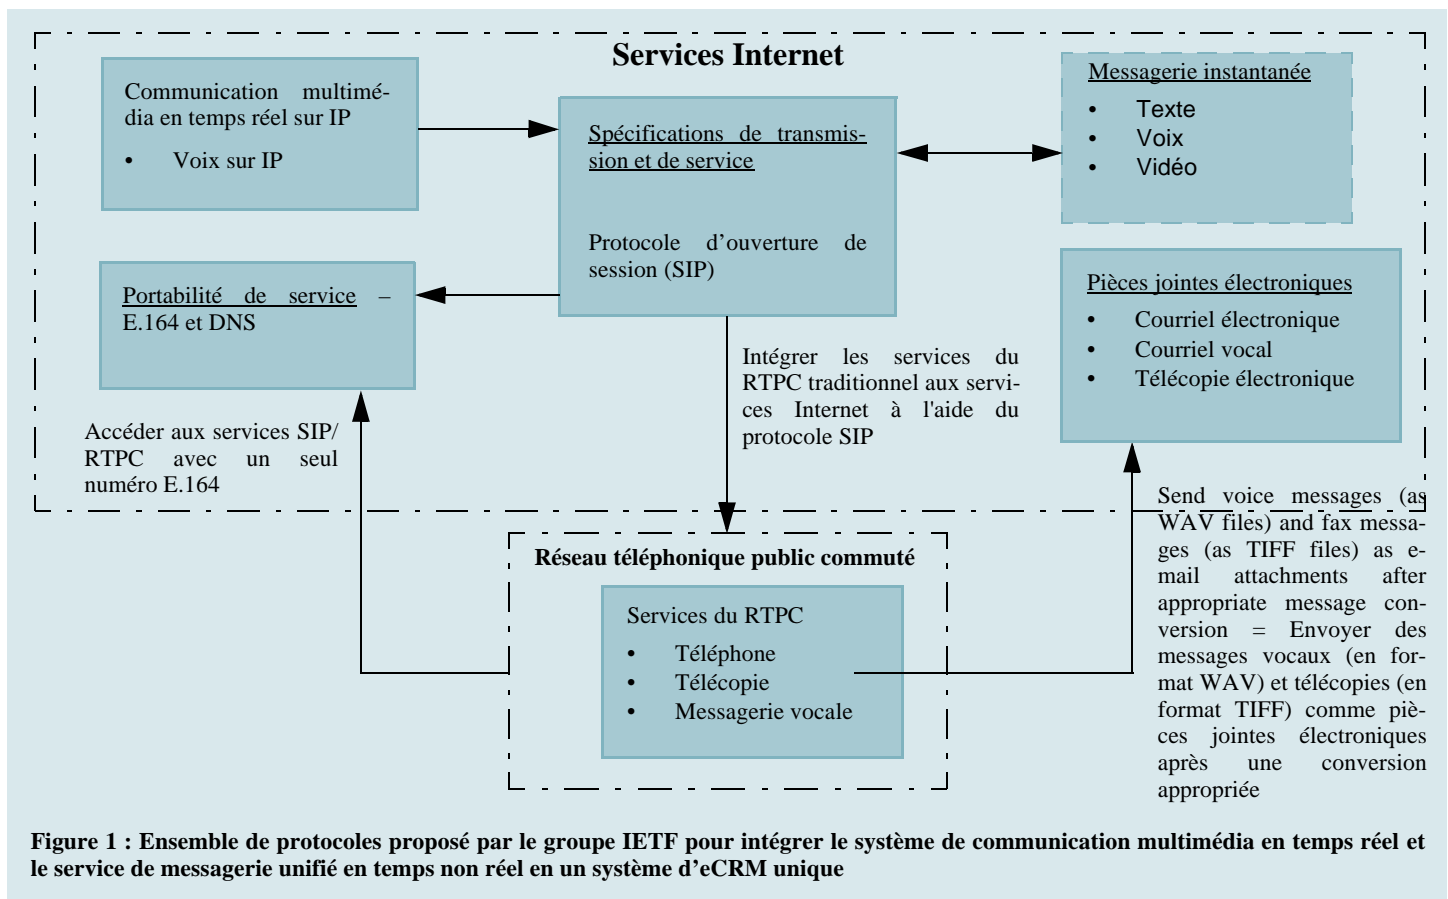 Services Internet
Communication multimé-
dia en temps réel sur IP
• Voix sur IP
Spécifications de transmis-
sion et de service
Protocole d’ouverture de
session (SIP)
Messagerie instantanée
• Texte
• Voix
• Vidéo
Portabilité de service –
E.164 et DNS
Pièces jointes électroniques
• Courriel électronique
• Courriel vocal
• Télécopie électronique
Intégrer les services du
RTPC traditionnel aux servi-
ces Internet à l'aide du
protocole SIP
Accéder aux services SIP/
RTPC avec un seul
numéro E.164
Send voice messages (as
WAV files) and fax messa-
ges (as TIFF files) as e-
mail attachments after
appropriate message con-
version = Envoyer des
messages vocaux (en for-
mat WAV) et télécopies (en
format TIFF) comme piè-
ces jointes électroniques
après une conversion
appropriée
Réseau téléphonique public commuté
Services du RTPC
• Téléphone
• Télécopie
• Messagerie vocale
Figure 1 : Ensemble de protocoles proposé par le groupe IETF pour intégrer le système de communication multimédia en temps réel et
le service de messagerie unifié en temps non réel en un système d’eCRM unique